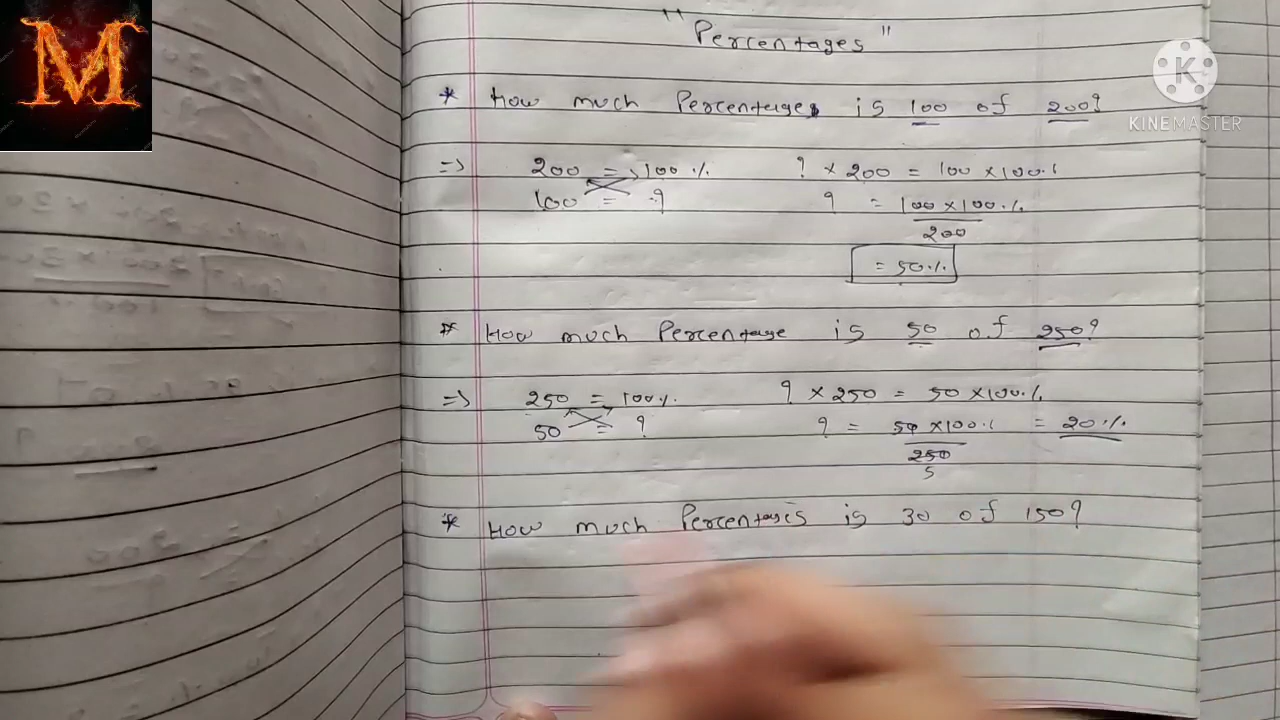 M
"Percentages"
KINEMASTER
* How much Percentages is 100 of 200?
=> 200 = 100 % ? × 200 = 100 × 100%
100 = ? ? = 100 × 100 %
200
= 50 %
* How much Percentage is 50 of 250?
=> 250 = 100% ? × 250 = 50 × 100 %
50 = ? ? = 50 × 100% = 20 %
250
5
* How much Percentages is 30 of 150?